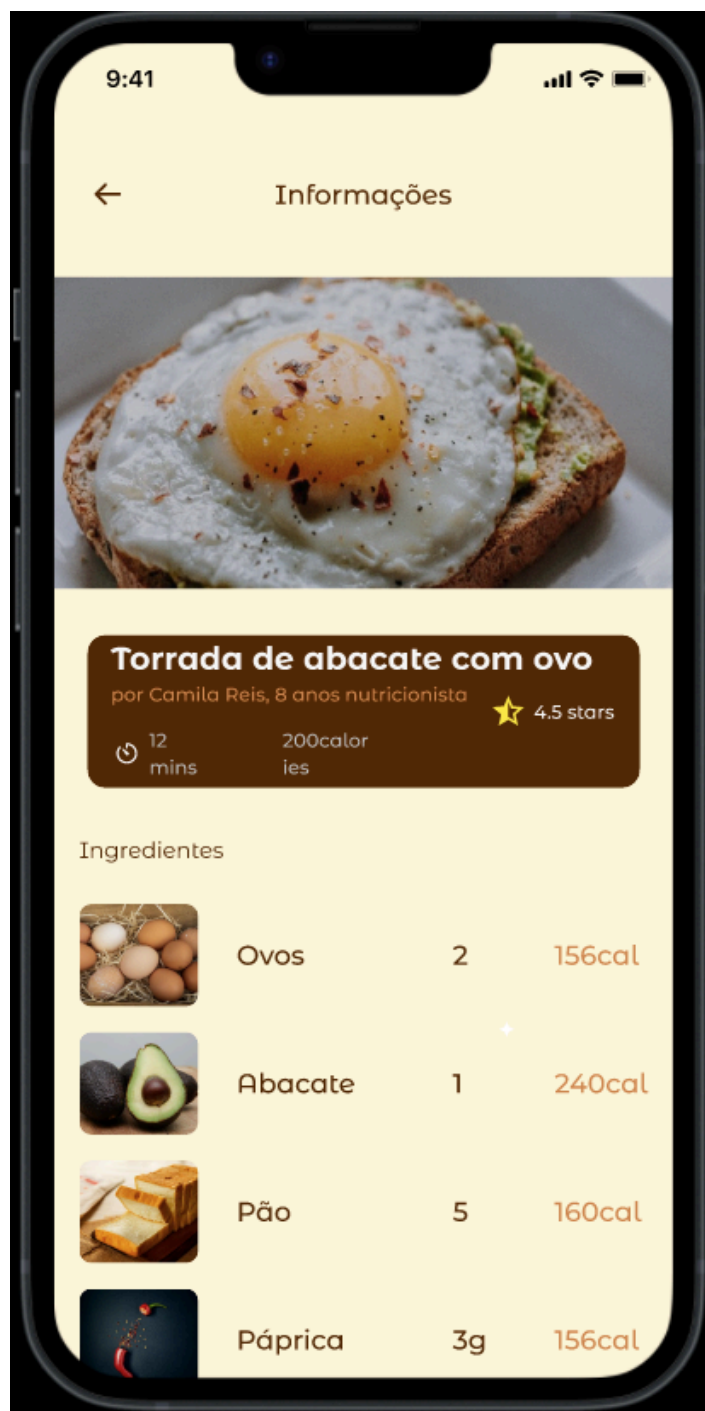 9:41
Informações
Torrada de abacate com ovo
por Camila Reis, 8 anos nutricionista
4.5 stars
12
mins
200calor
ies
Ingredientes
Ovos 2 156cal
Abacate 1 240cal
Pão 5 160cal
Páprica 3g 156cal